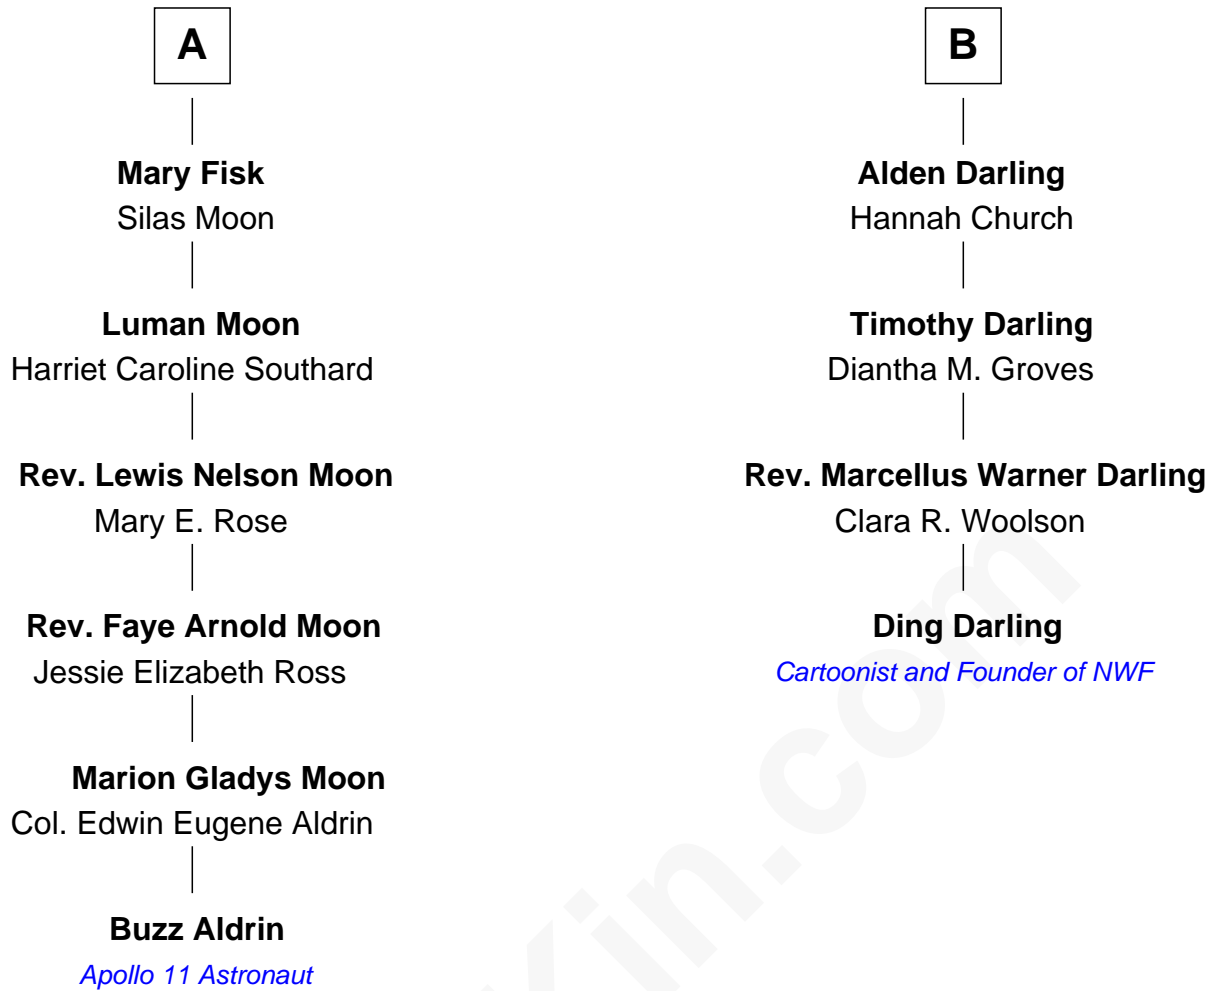 A
Mary Fisk
Silas Moon
Luman Moon
Harriet Caroline Southard
Rev. Lewis Nelson Moon
Mary E. Rose
Rev. Faye Arnold Moon
Jessie Elizabeth Ross
Marion Gladys Moon
Col. Edwin Eugene Aldrin
Buzz Aldrin
Apollo 11 Astronaut
B
Alden Darling
Hannah Church
Timothy Darling
Diantha M. Groves
Rev. Marcellus Warner Darling
Clara R. Woolson
Ding Darling
Cartoonist and Founder of NWF
Kin.com